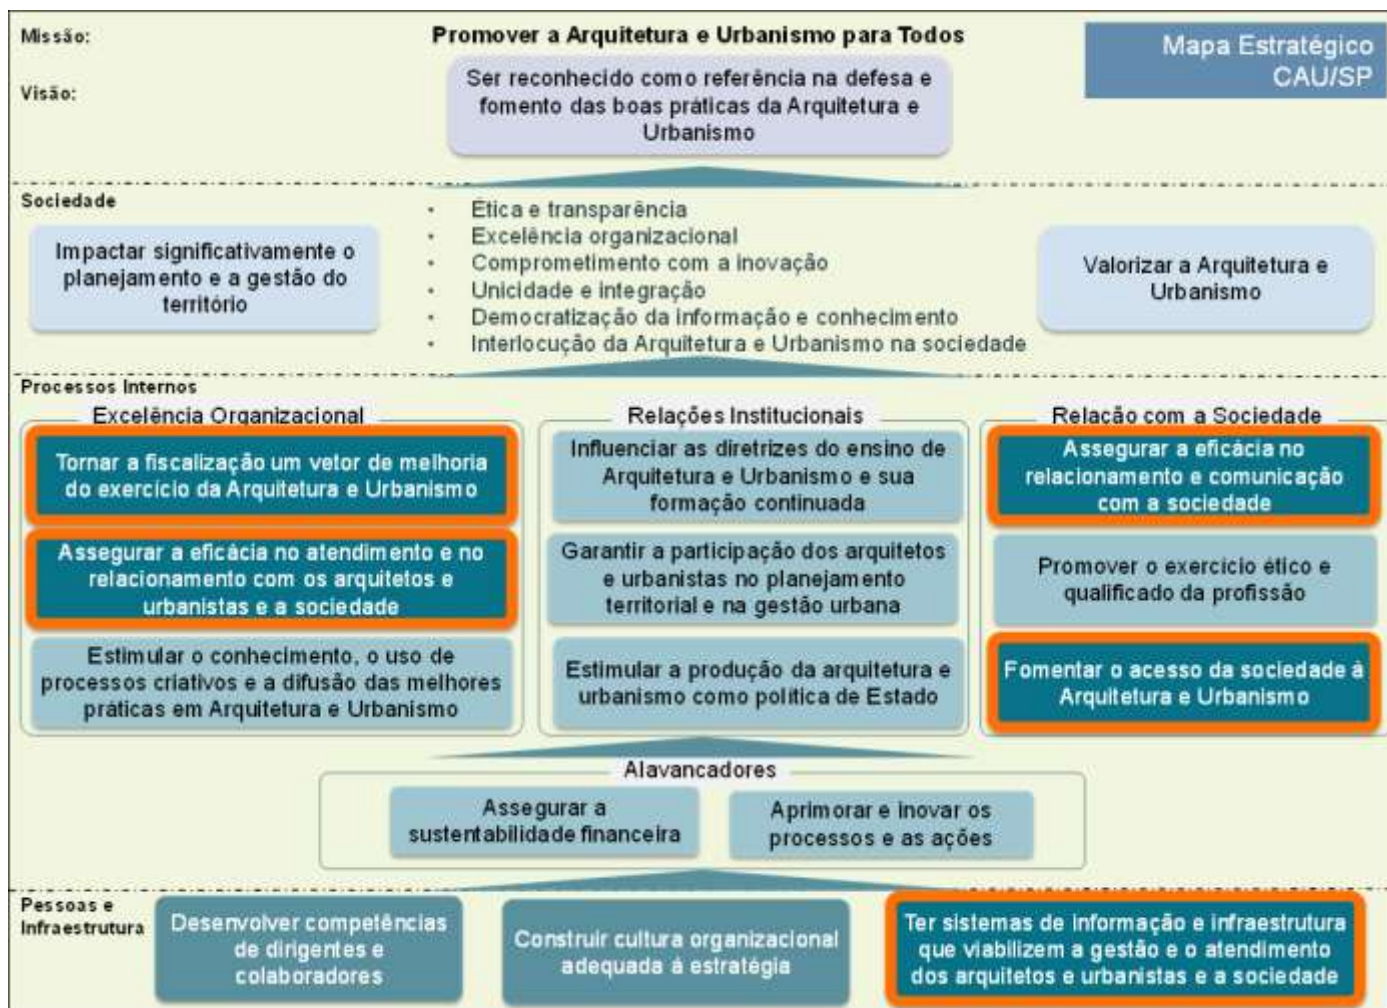 Missão:
Promover a Arquitetura e Urbanismo para Todos
Mapa Estratégico
CAU/SP
Visão:
Ser reconhecido como referência na defesa e
fomento das boas práticas da Arquitetura e
Urbanismo
Sociedade
Impactar significativamente o
planejamento e a gestão do
território
• Ética e transparência
• Excelência organizacional
• Comprometimento com a inovação
• Unicidade e integração
• Democratização da informação e conhecimento
• Interlocução da Arquitetura e Urbanismo na sociedade
Valorizar a Arquitetura e
Urbanismo
Processos Internos
Excelência Organizacional
Tornar a fiscalização um vetor de melhoria
do exercício da Arquitetura e Urbanismo
Assegurar a eficácia no atendimento e no
relacionamento com os arquitetos e
urbanistas e a sociedade
Estimular o conhecimento, o uso de
processos criativos e a difusão das melhores
práticas em Arquitetura e Urbanismo
Relações Institucionais
Influenciar as diretrizes do ensino de
Arquitetura e Urbanismo e sua
formação continuada
Garantir a participação dos arquitetos
e urbanistas no planejamento
territorial e na gestão urbana
Estimular a produção da arquitetura e
urbanismo como política de Estado
Relação com a Sociedade
Assegurar a eficácia no
relacionamento e comunicação
com a sociedade
Promover o exercício ético e
qualificado da profissão
Fomentar o acesso da sociedade à
Arquitetura e Urbanismo
Alavancadores
Assegurar a
sustentabilidade financeira
Aprimorar e inovar os
processos e as ações
Pessoas e
Infraestrutura
Desenvolver competências
de dirigentes e
colaboradores
Construir cultura organizacional
adequada á estratégia
Ter sistemas de informação e infraestrutura
que viabilizem a gestão e o atendimento
dos arquitetos e urbanistas e a sociedade